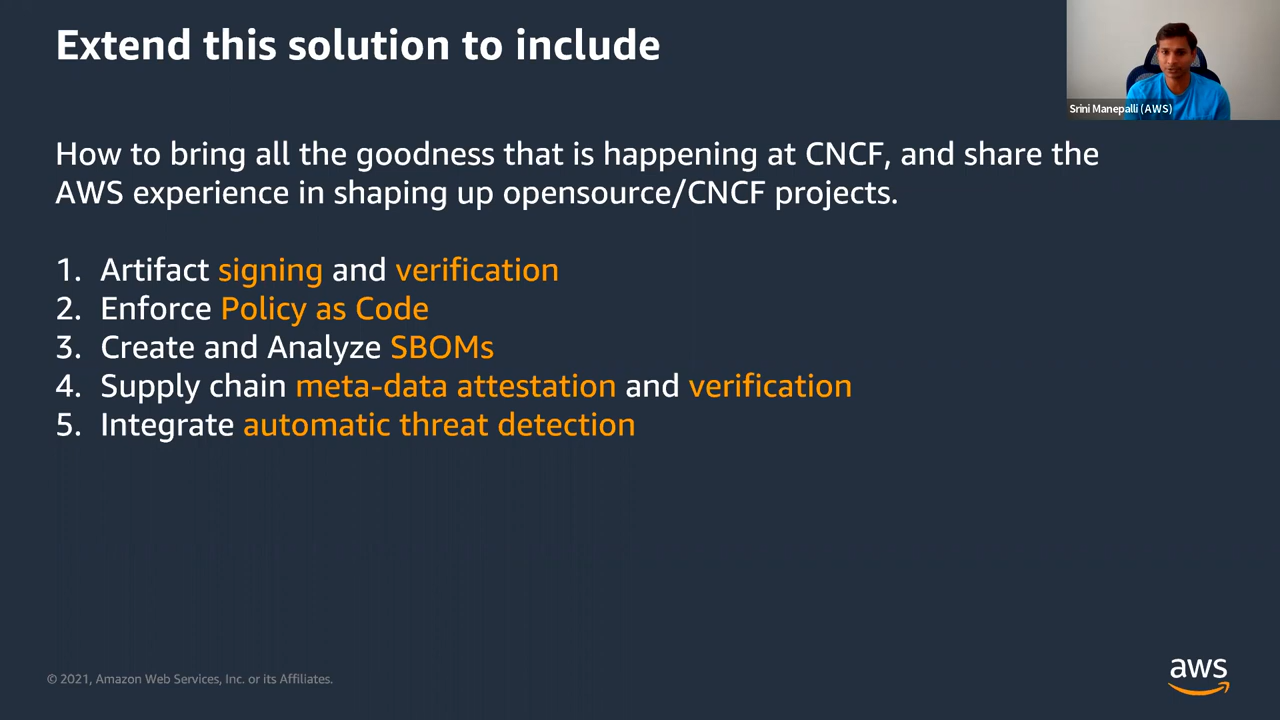 Extend this solution to include
Srini Manepalli (AWS)
How to bring all the goodness that is happening at CNCF, and share the
AWS experience in shaping up opensource/CNCF projects.
1. Artifact signing and verification
2. Enforce Policy as Code
3. Create and Analyze SBOMs
4. Supply chain meta-data attestation and verification
5. Integrate automatic threat detection
© 2021, Amazon Web Services, Inc. or its Affiliates.
aws